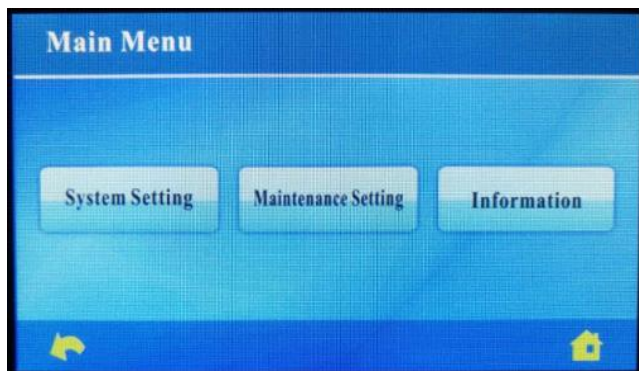 Main Menu
System Setting
Maintenance Setting
Information